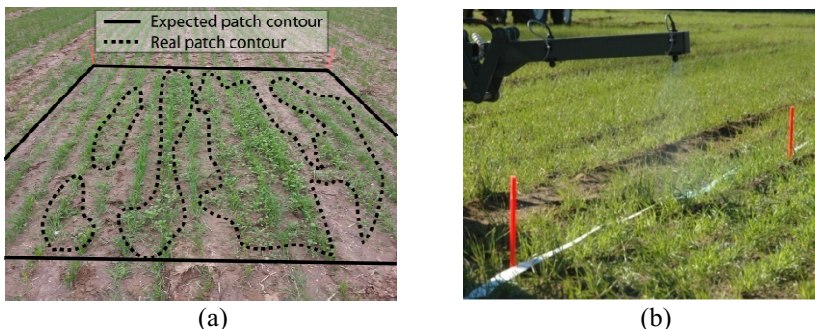 Expected patch contour
Real patch contour
(a)
(b)